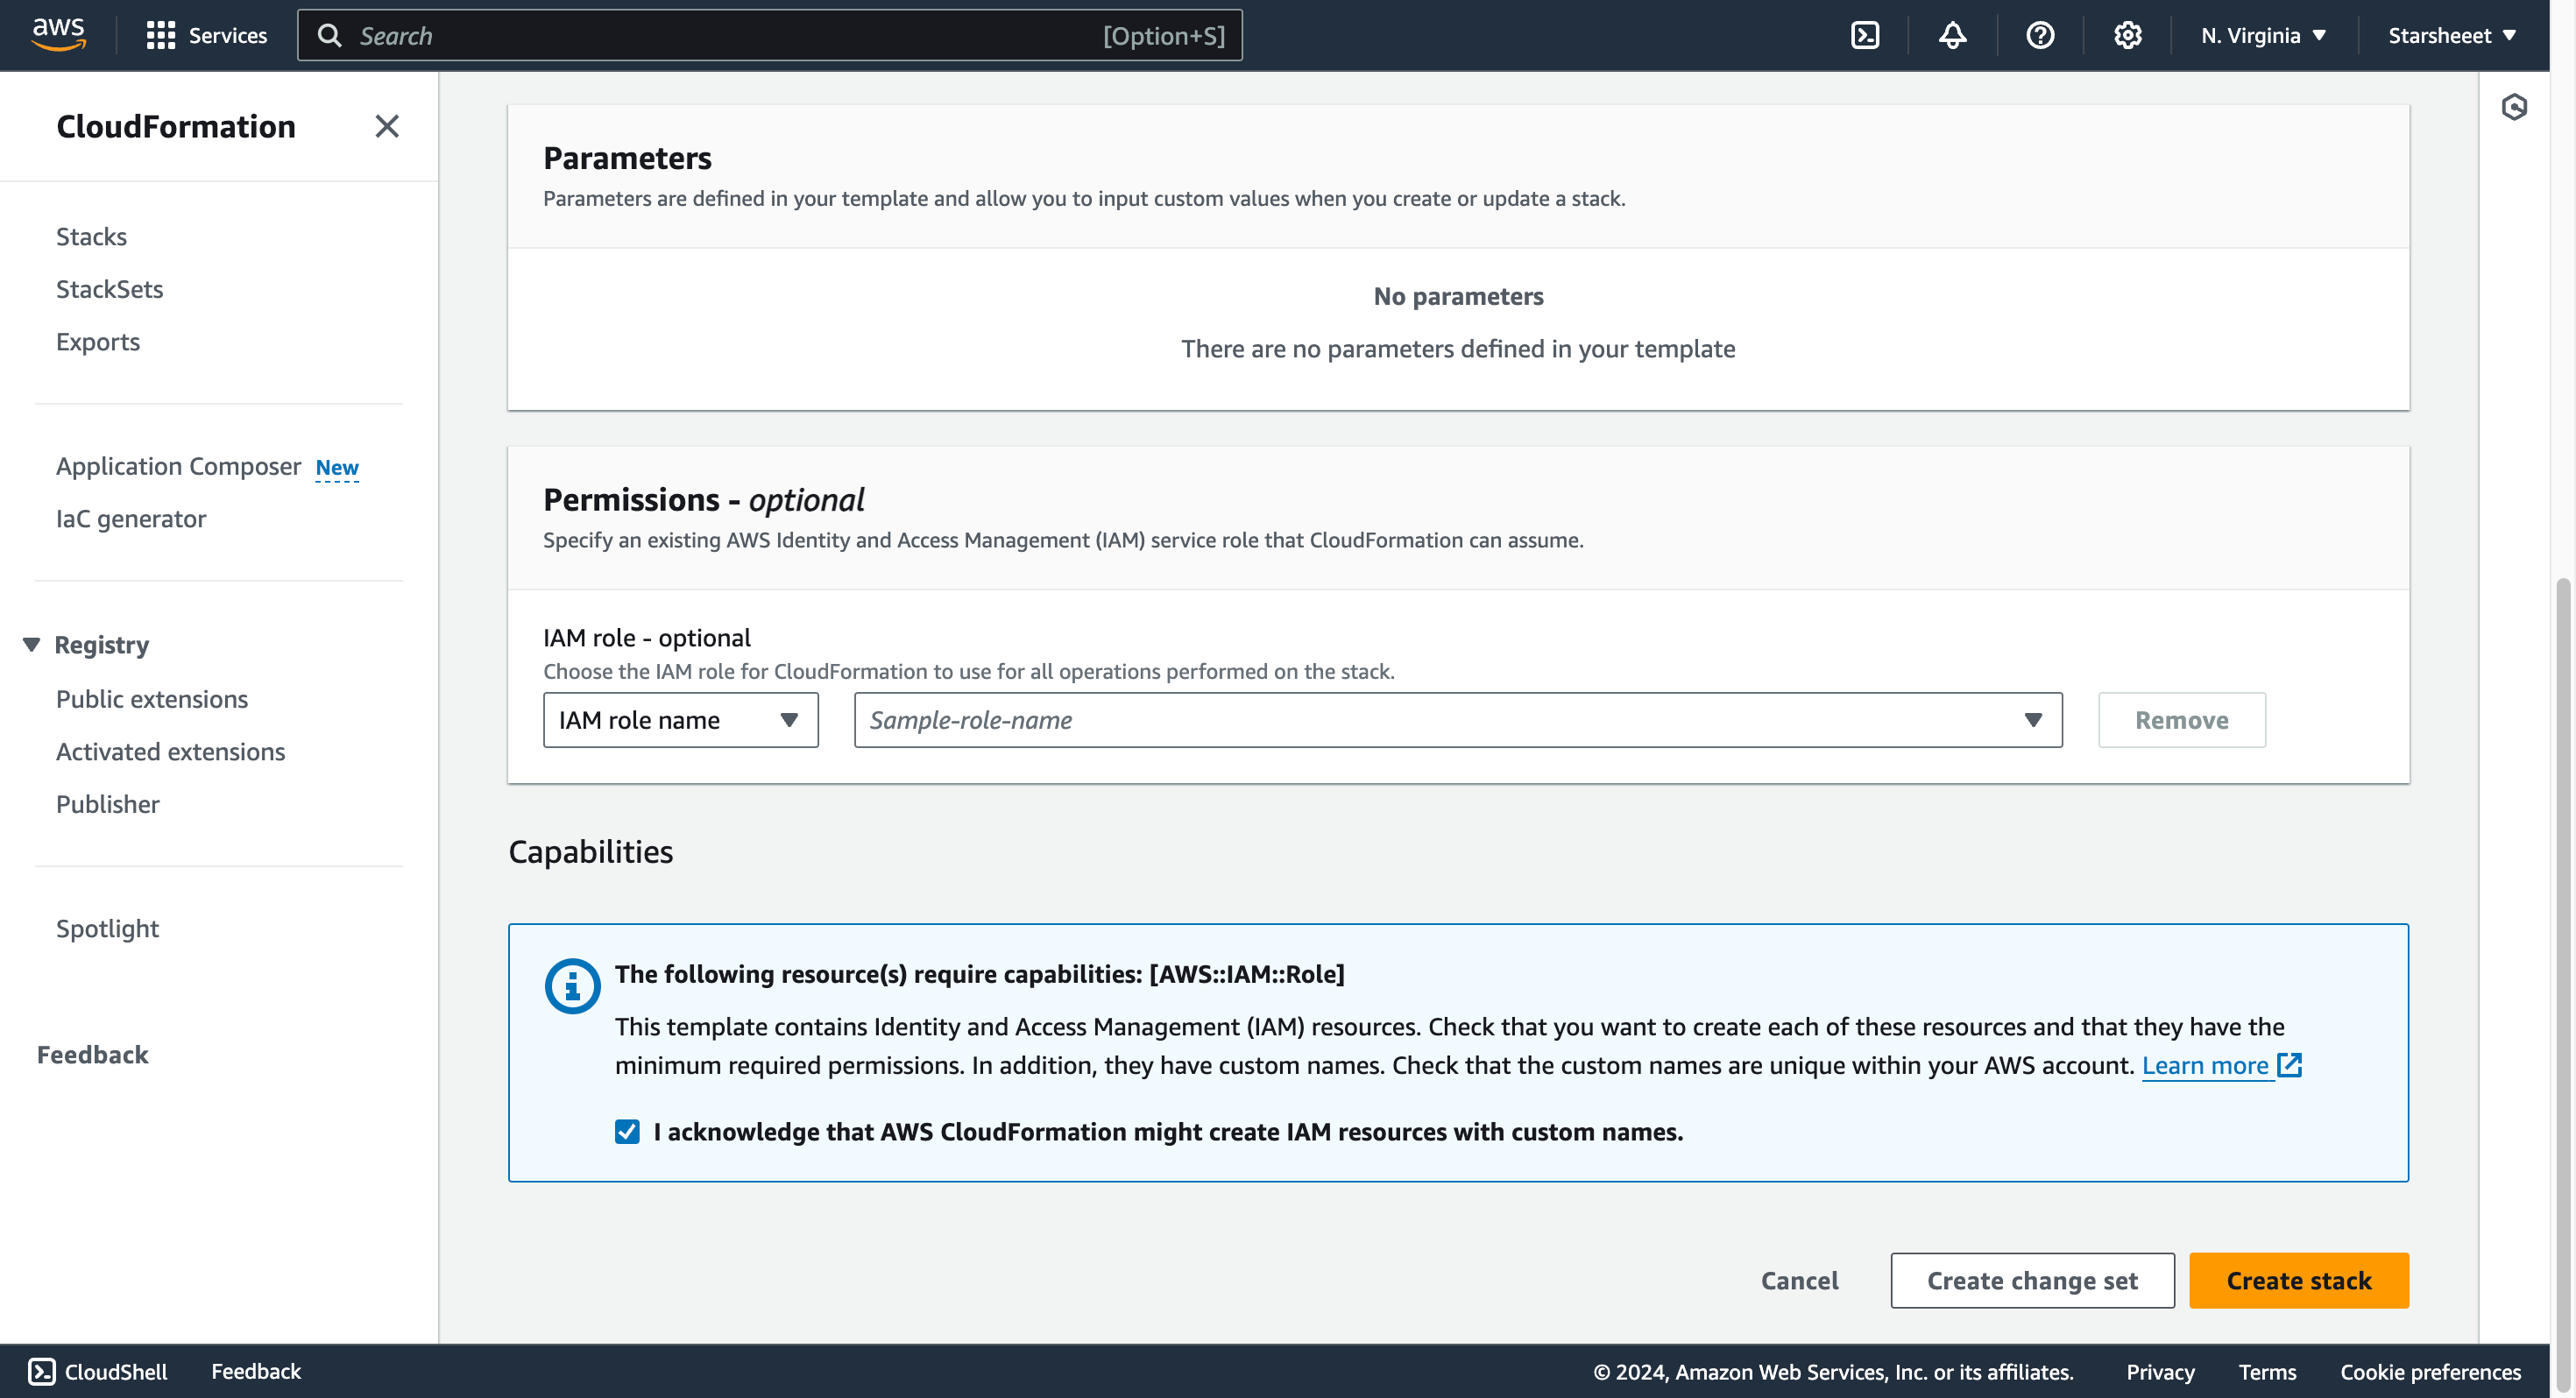 aws
Services
Search
[Option+S]
N. Virginia
Starsheeet
CloudFormation
Stacks
StackSets
Exports
Application Composer New
IaC generator
Registry
Public extensions
Activated extensions
Publisher
Spotlight
Feedback
Parameters
Parameters are defined in your template and allow you to input custom values when you create or update a stack.
No parameters
There are no parameters defined in your template
Permissions - optional
Specify an existing AWS Identity and Access Management (IAM) service role that CloudFormation can assume.
IAM role - optional
Choose the IAM role for CloudFormation to use for all operations performed on the stack.
IAM role name
Sample-role-name
Remove
Capabilities
The following resource(s) require capabilities: [AWS::IAM::Role]
This template contains Identity and Access Management (IAM) resources. Check that you want to create each of these resources and that they have the
minimum required permissions. In addition, they have custom names. Check that the custom names are unique within your AWS account. Learn more
I acknowledge that AWS CloudFormation might create IAM resources with custom names.
Cancel
Create change set
Create stack
CloudShell
Feedback
© 2024, Amazon Web Services, Inc. or its affiliates.
Privacy
Terms
Cookie preferences